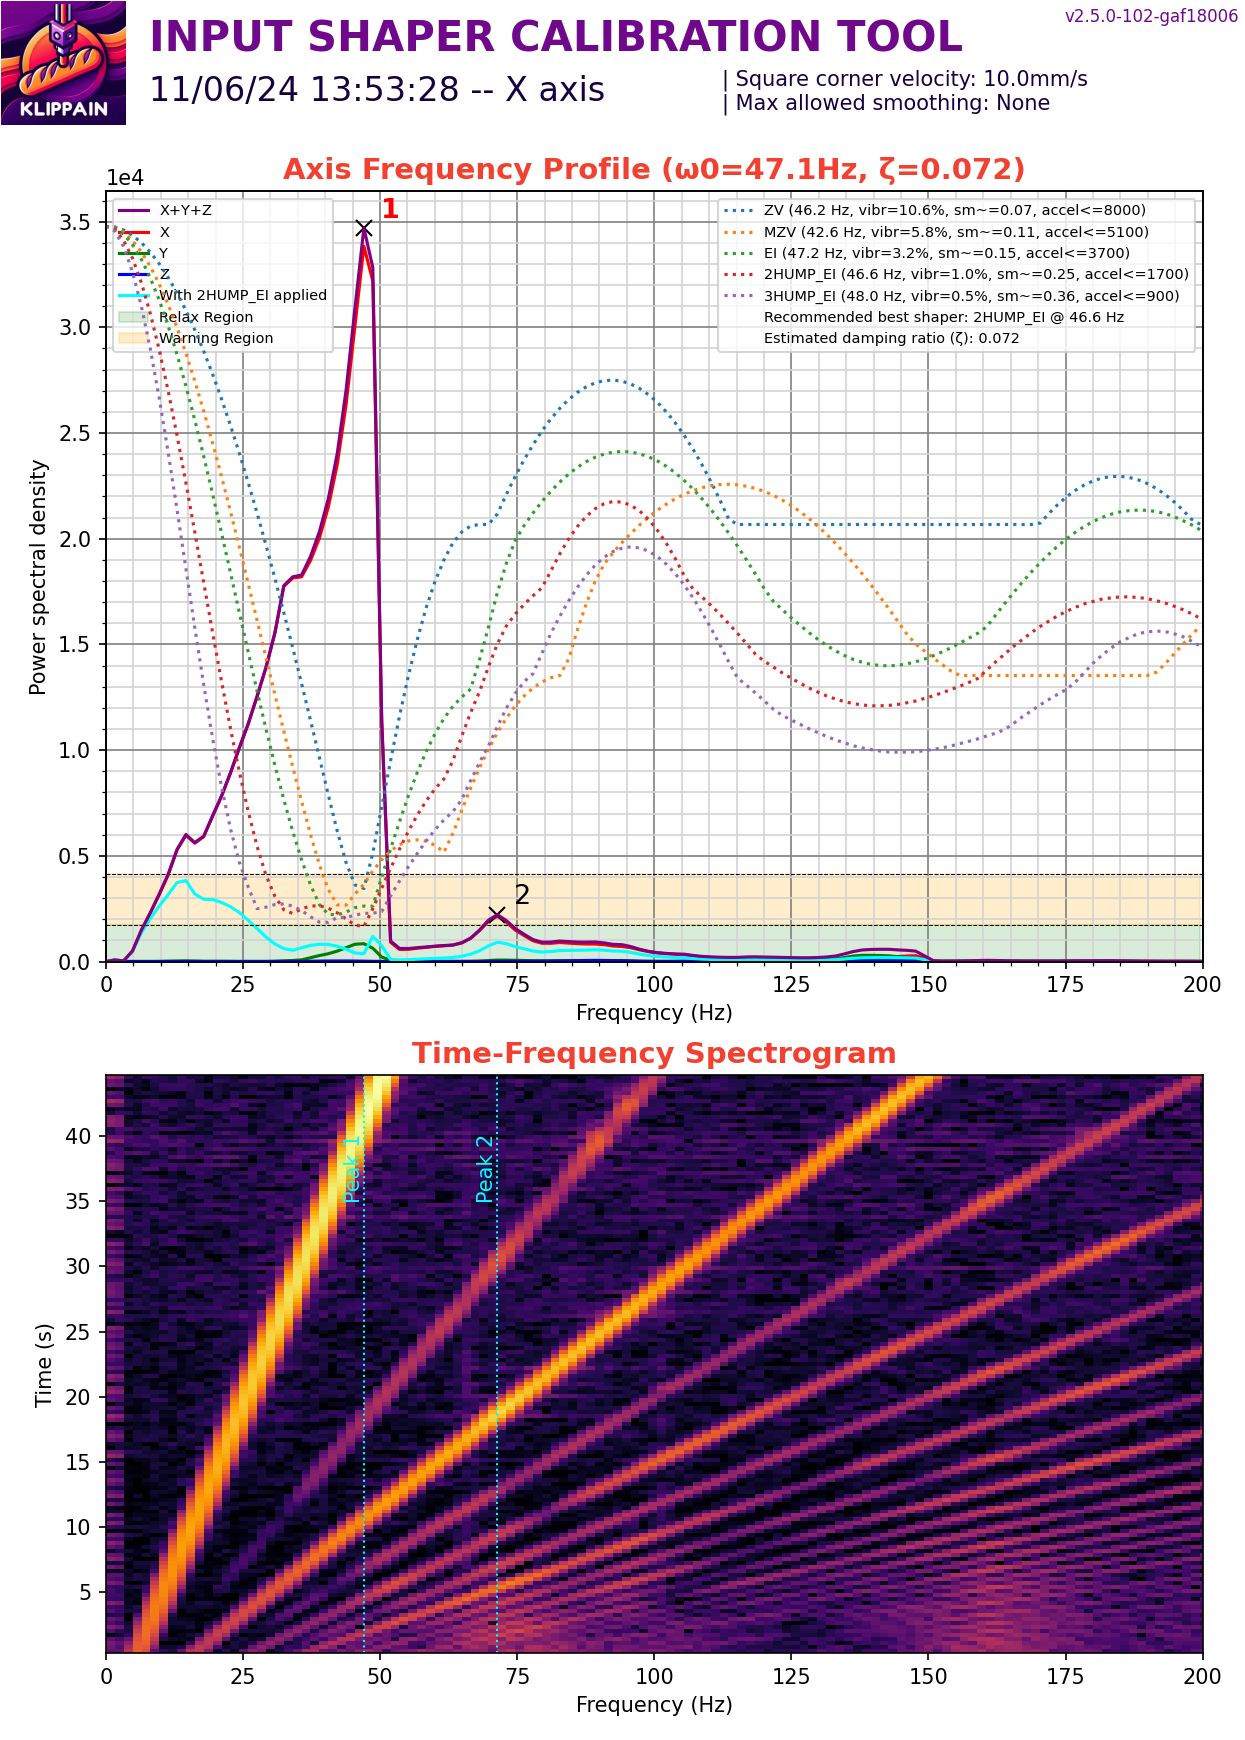 v2.5.0-102-gaf18006
INPUT SHAPER CALIBRATION TOOL
11/06/24 13:53:28 -- X axis
| Square corner velocity: 10.0mm/s
| Max allowed smoothing: None
KLIPPAIN
Axis Frequency Profile (ω0=47.1Hz, ζ=0.072)
1e4
1
X+Y+Z
X
Y
Z
With 2HUMP_EI applied
Relax Region
Warning Region
ZV (46.2 Hz, vibr=10.6%, sm~=0.07, accel<=8000)
MZV (42.6 Hz, vibr=5.8%, sm~=0.11, accel<=5100)
EI (47.2 Hz, vibr=3.2%, sm~=0.15, accel<=3700)
2HUMP_EI (46.6 Hz, vibr=1.0%, sm~=0.25, accel<=1700)
3HUMP_EI (48.0 Hz, vibr=0.5%, sm~=0.36, accel<=900)
Recommended best shaper: 2HUMP_EI @ 46.6 Hz
Estimated damping ratio (ζ): 0.072
3.5
3.0
2.5
2.0
1.5
1.0
0.5
0.0
Power spectral density
2
0 25 50 75 100 125 150 175 200
Frequency (Hz)
Time-Frequency Spectrogram
Peak 1
Peak 2
40
35
30
25
20
15
10
5
Time (s)
0 25 50 75 100 125 150 175 200
Frequency (Hz)